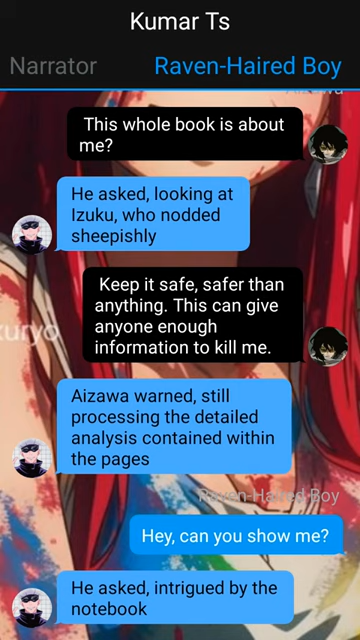 Kumar Ts
Narrator
Raven-Haired Boy
This whole book is about
me?
He asked, looking at
Izuku, who nodded
sheepishly
Keep it safe, safer than
anything. This can give
anyone enough
information to kill me.
Aizawa warned, still
processing the detailed
analysis contained within
the pages
Raven-Haired Boy
Hey, can you show me?
He asked, intrigued by the
notebook